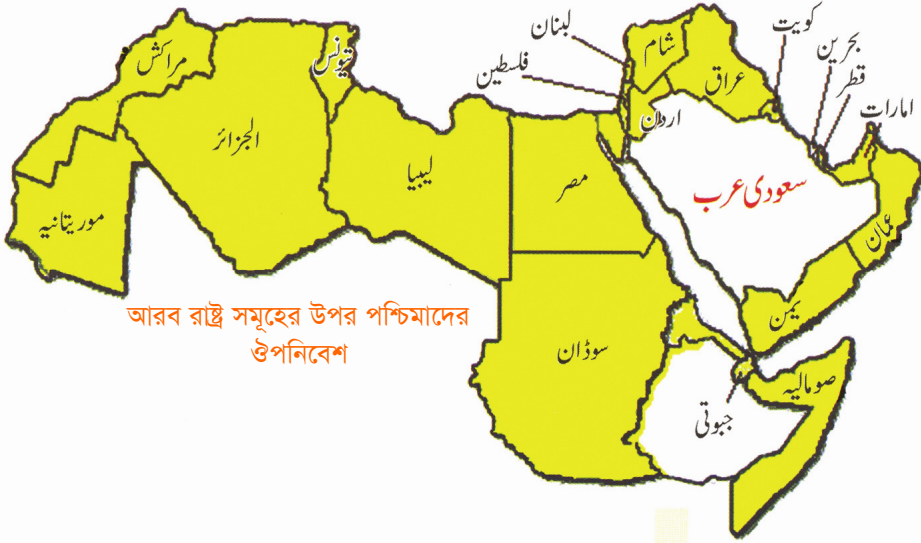 کویت
لبنان
شام
بحرین
مراکش
تیونس
فلسطین
عراق
قطر
امارات
اردن
الجزائر
لیبیا
مصر
سعودی عرب
موریتانیہ
عمان
یمن
আরব রাষ্ট্র সমূহের উপর পশ্চিমাদের
ঔপনিবেশ
سوڈان
صومالیہ
جبوتی